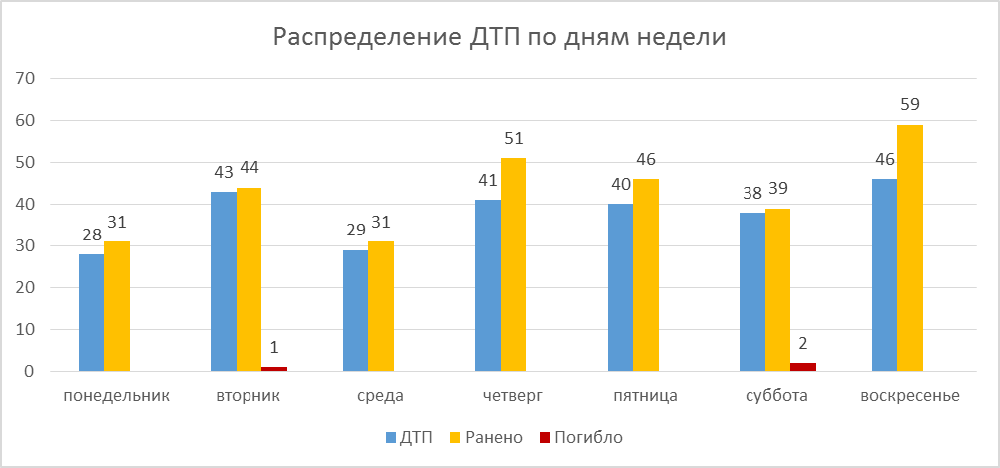 Распределение ДТП по дням недели
70
60
50
40
30
20
10
0
28 31
43 44 1
29 31
41 51
40 46
38 39 2
46 59
понедельник вторник среда четверг пятница суббота воскресенье
ДТП Ранено Погибло